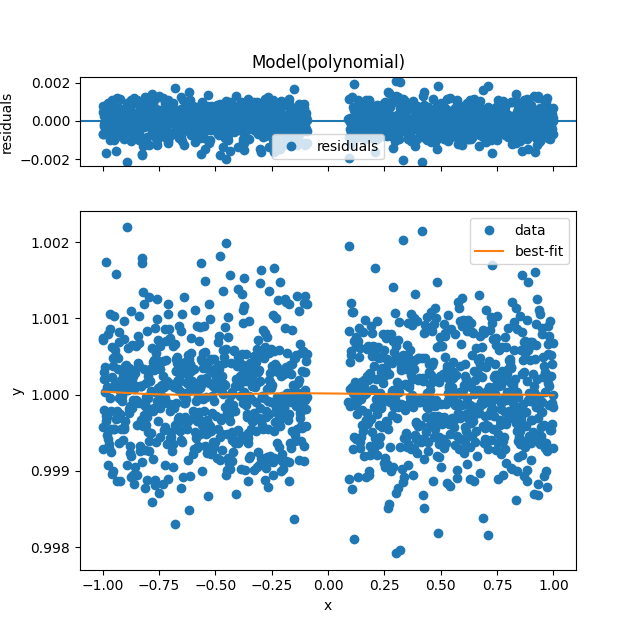 Model(polynomial)
0.002
0.000
−0.002
residuals
residuals
1.002
1.001
1.000
0.999
0.998
y
data
best-fit
−1.00 −0.75 −0.50 −0.25 0.00 0.25 0.50 0.75 1.00
x